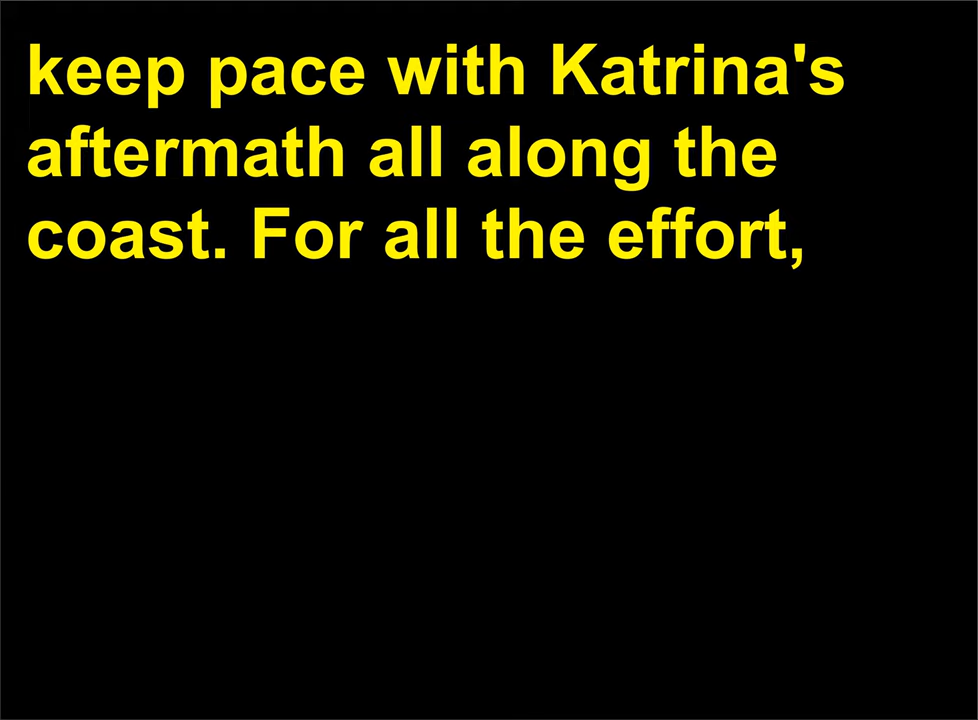 keep pace with Katrina's
aftermath all along the
coast. For all the effort,